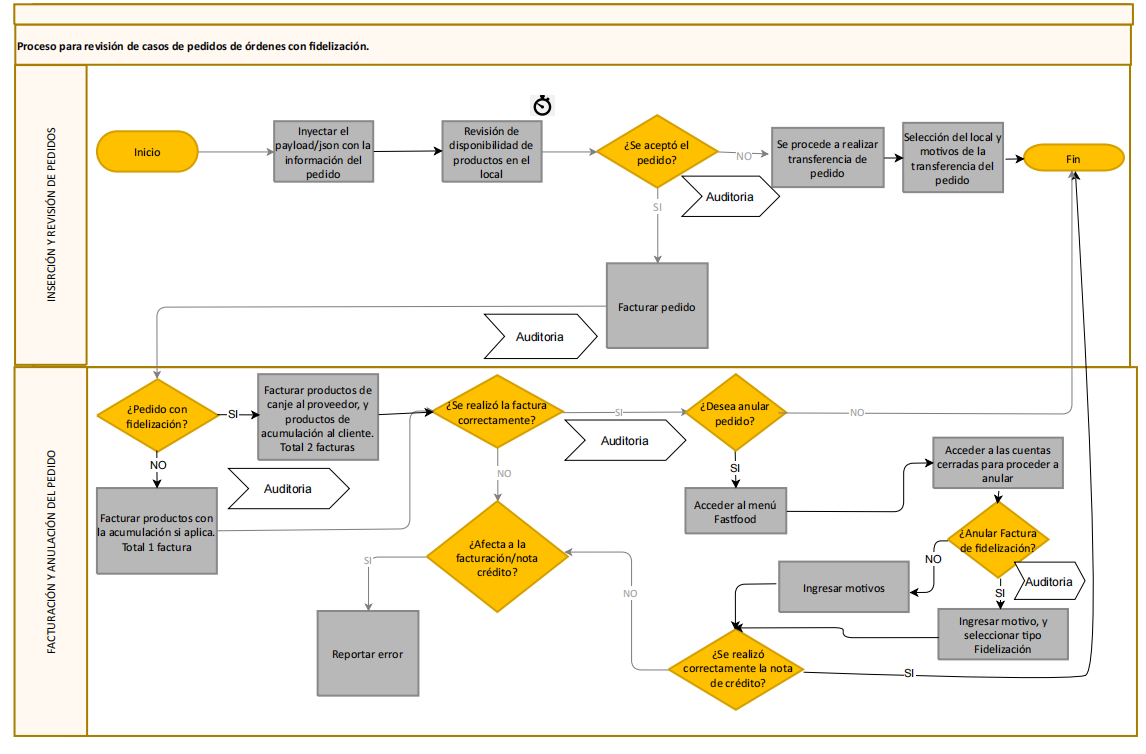 Proceso para revisión de casos de pedidos de órdenes con fidelización.
INSERCIÓN Y REVISIÓN DE PEDIDOS
Inicio
Inyectar el
payload/json con la
información del
pedido
Revisión de
disponibilidad de
productos en el
local
¿Se aceptó el
pedido?
NO
Se procede a realizar
transferencia de
pedido
Selección del local y
motivos de la
transferencia del
pedido
Fin
Auditoria
SI
Facturar pedido
Auditoria
FACTURACIÓN Y ANULACIÓN DEL PEDIDO
¿Pedido con
fidelización?
SI
Facturar productos de
canje al proveedor, y
productos de
acumulación al cliente.
Total 2 facturas
¿Se realizó la factura
correctamente?
SI
Auditoria
¿Desea anular
pedido?
NO
NO
Auditoria
Facturar productos con
la acumulación si aplica.
Total 1 factura
NO
SI
Acceder al menú
Fastfood
Acceder a las cuentas
cerradas para proceder a
anular
¿Anular Factura
de fidelización?
NO
Auditoria
SI
Ingresar motivos
Ingresar motivo, y
seleccionar tipo
Fidelización
¿Afecta a la
facturación/nota
crédito?
SI
NO
Reportar error
¿Se realizó
correctamente la nota
de crédito?
SI